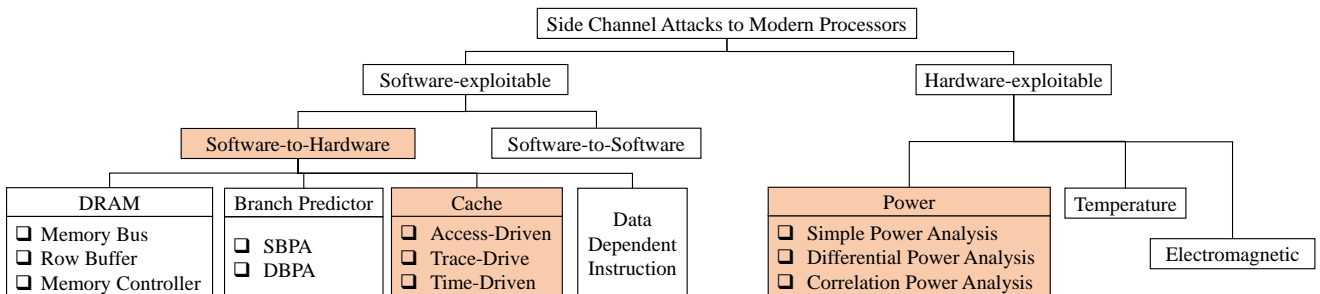 Side Channel Attacks to Modern Processors
Software-exploitable
Hardware-exploitable
Software-to-Hardware
Software-to-Software
DRAM
❑ Memory Bus
❑ Row Buffer
❑ Memory Controller
Branch Predictor
❑ SBPA
❑ DBPA
Cache
❑ Access-Driven
❑ Trace-Drive
❑ Time-Driven
Data
Dependent
Instruction
Power
❑ Simple Power Analysis
❑ Differential Power Analysis
❑ Correlation Power Analysis
Temperature
Electromagnetic